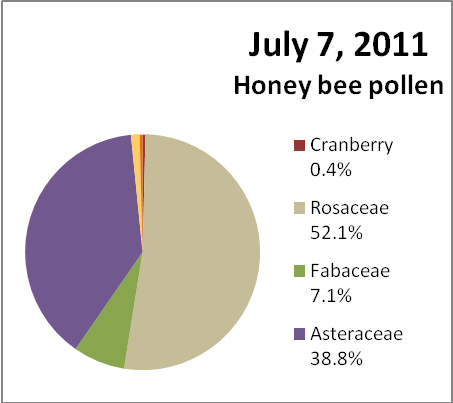 July 7, 2011
Honey bee pollen
Cranberry
0.4%
Rosaceae
52.1%
Fabaceae
7.1%
Asteraceae
38.8%